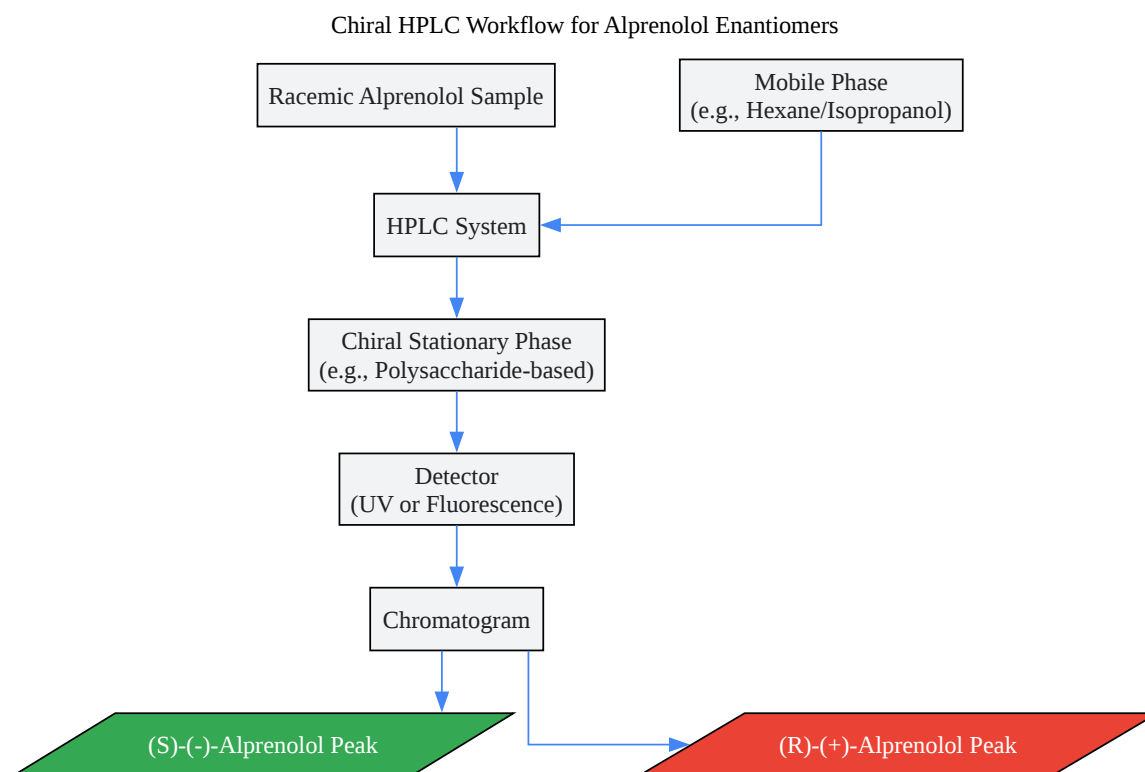 Chiral HPLC Workflow for Alprenolol Enantiomers
Racemic Alprenolol Sample
Mobile Phase
(e.g., Hexane/Isopropanol)
HPLC System
Chiral Stationary Phase
(e.g., Polysaccharide-based)
Detector
(UV or Fluorescence)
Chromatogram
(S)-(-)-Alprenolol Peak
(R)-(+)-Alprenolol Peak